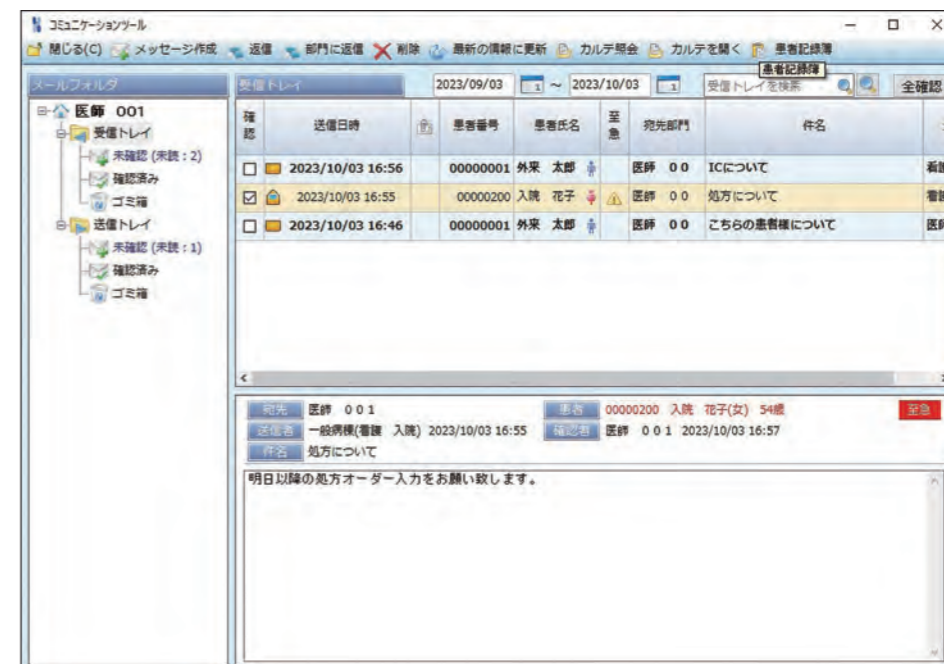 コミュニケーションツール
閉じる(C) メッセージ作成 返信 部門に返信 削除 最新の情報に更新 カルテ照会 カルテを開く 患者記録簿
患者記録簿
メールフォルダ
受信トレイ 2023/09/03 1 ～ 2023/10/03 1 受信トレイを検索 全確認
医師 001
受信トレイ
未確認 (未読 : 2)
確認済み
ゴミ箱
送信トレイ
未確認 (未読 : 1)
確認済み
ゴミ箱
確認 送信日時 患者番号 患者氏名 至急 宛先部門 件名
2023/10/03 16:56 00000001 外来 太郎 医師 00 ICについて 看護
2023/10/03 16:55 00000200 入院 花子 医師 00 処方について 看護
2023/10/03 16:46 00000001 外来 太郎 医師 00 こちらの患者様について 医師
宛先 医師 001 患者 00000200 入院 花子(女) 54歳 至急
送信者 一般病棟(看護 入院) 2023/10/03 16:55 確認者 医師 001 2023/10/03 16:57
件名 処方について
明日以降の処方オーダー入力をお願い致します。